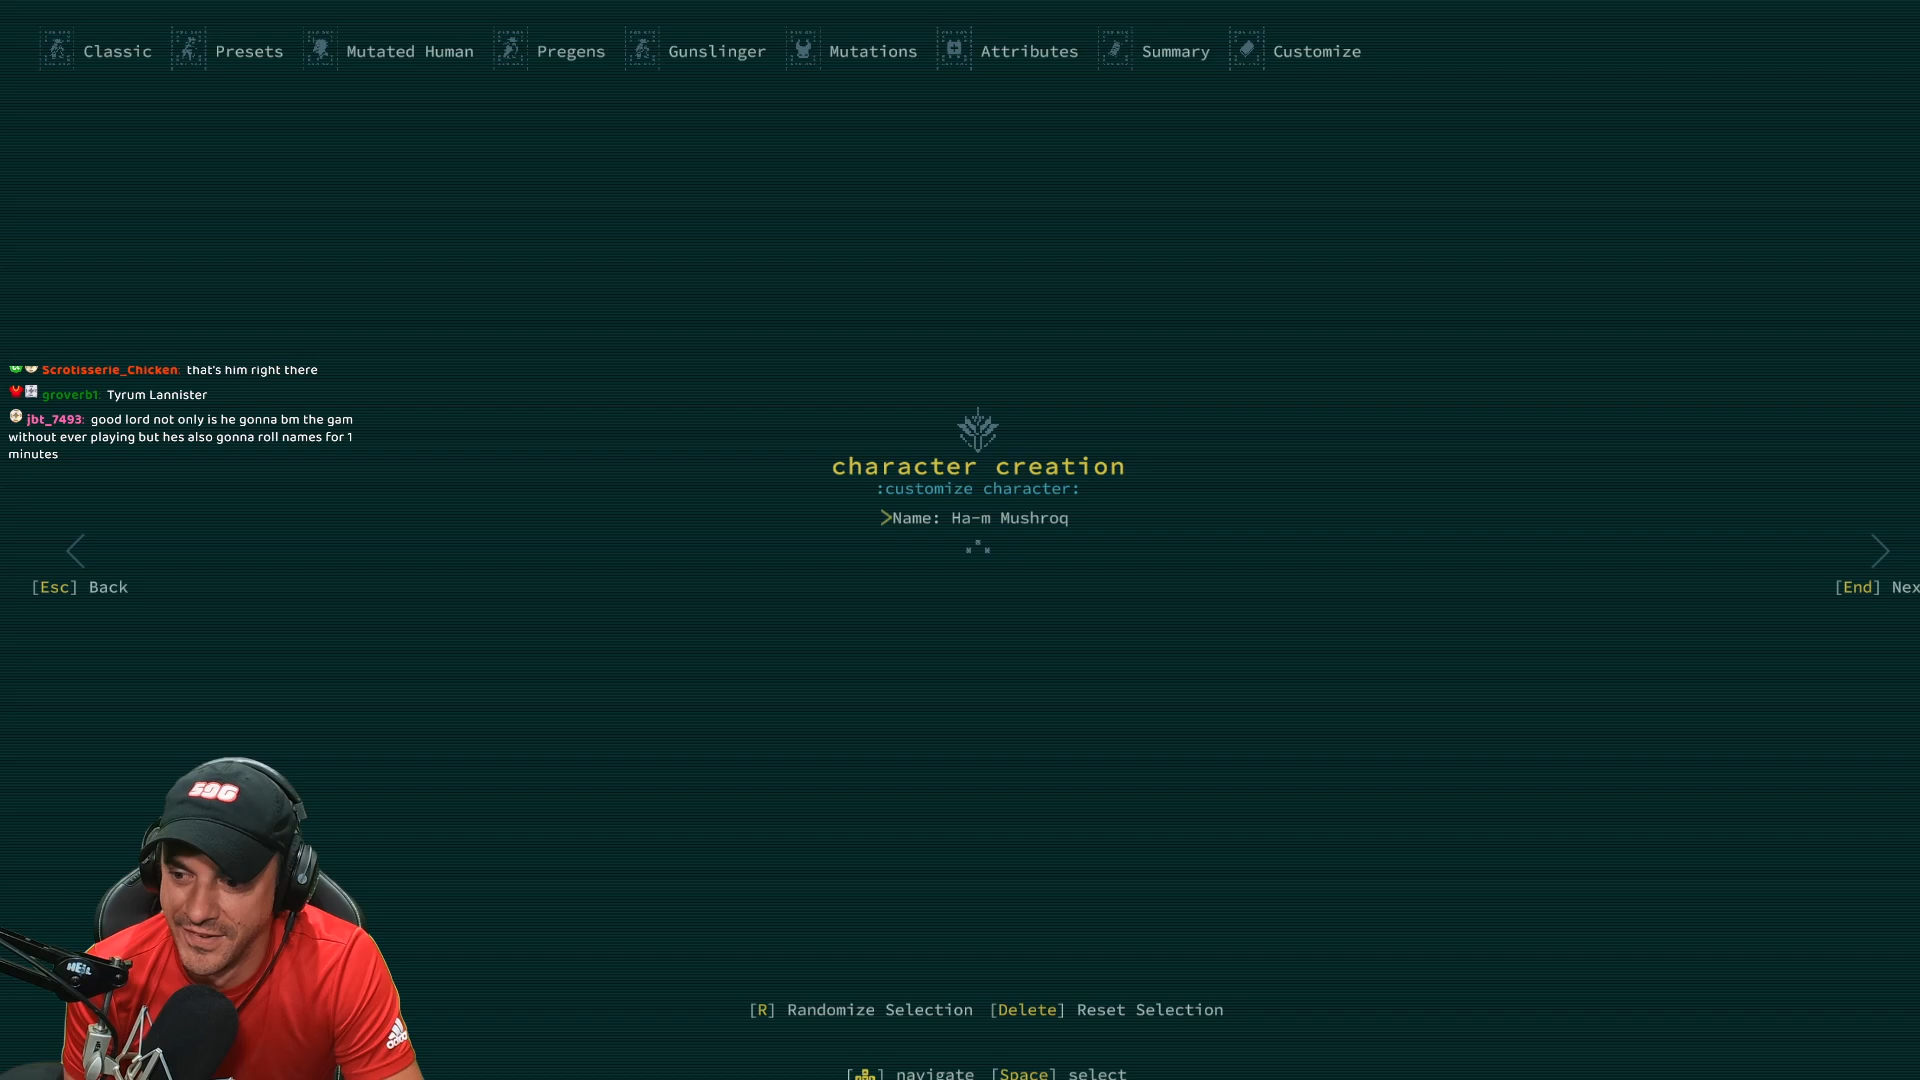 Classic Presets Mutated Human Pregens Gunslinger Mutations Attributes Summary Customize
Scrotisserie_Chicken: that's him right there
groverb1: Tyrum Lannister
jbt_7493: good lord not only is he gonna bm the gam
without ever playing but hes also gonna roll names for 1
minutes
character creation
:customize character:
>Name: Ha-m Mushroq
[Esc] Back
[End] Nex
[R] Randomize Selection [Delete] Reset Selection
navigate [Space] select
HEIL